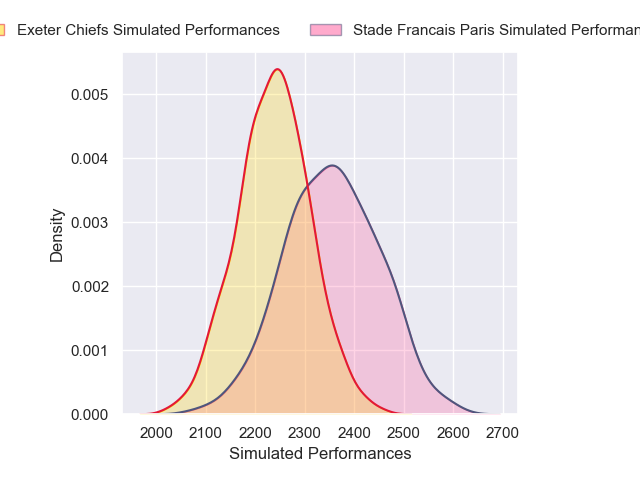 Exeter Chiefs Simulated Performances Stade Francais Paris Simulated Performan
0.005
0.004
0.003
0.002
0.001
0.000
Density
2000 2100 2200 2300 2400 2500 2600 2700
Simulated Performances